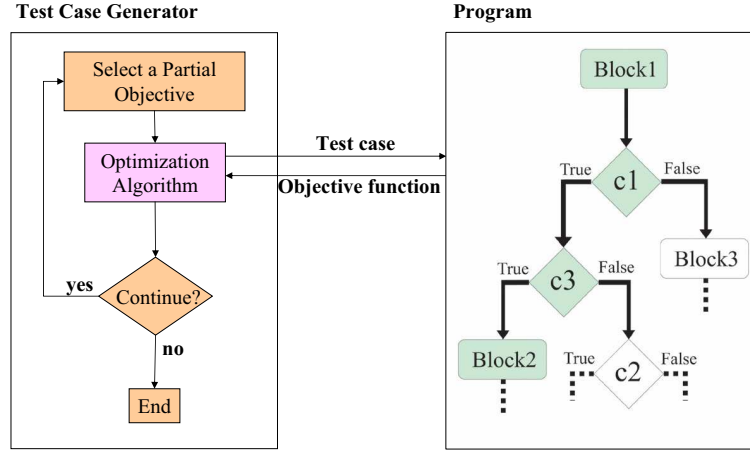 Test Case Generator
Select a Partial
Objective
Optimization
Algorithm
Continue?
yes
no
End
Test case
Objective function
Program
Block1
True
False
c1
Block3
True
False
c3
Block2
True
False
c2